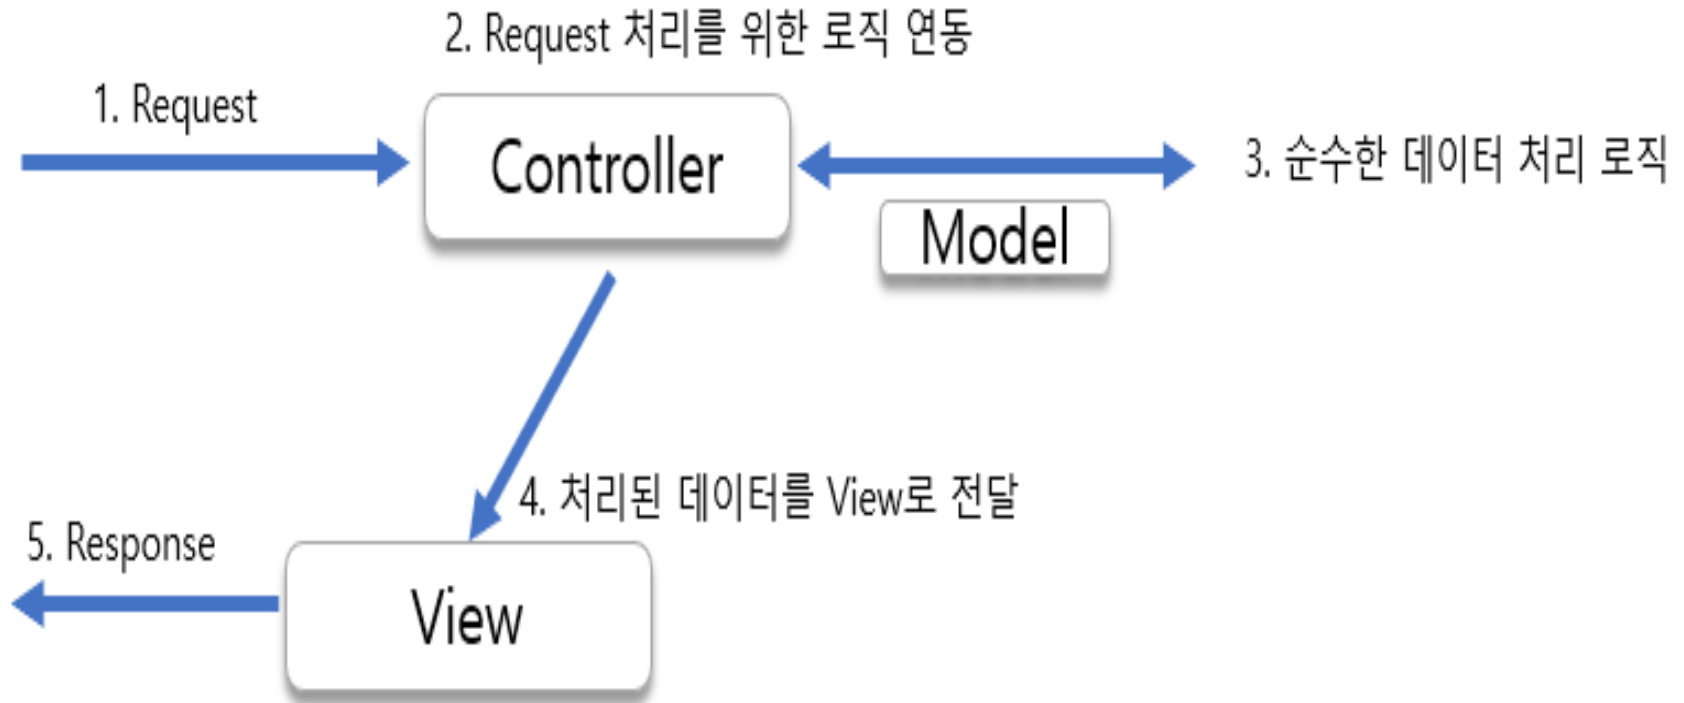 2. Request 처리를 위한 로직 연동
1. Request
Controller
3. 순수한 데이터 처리 로직
Model
4. 처리된 데이터를 View로 전달
5. Response
View